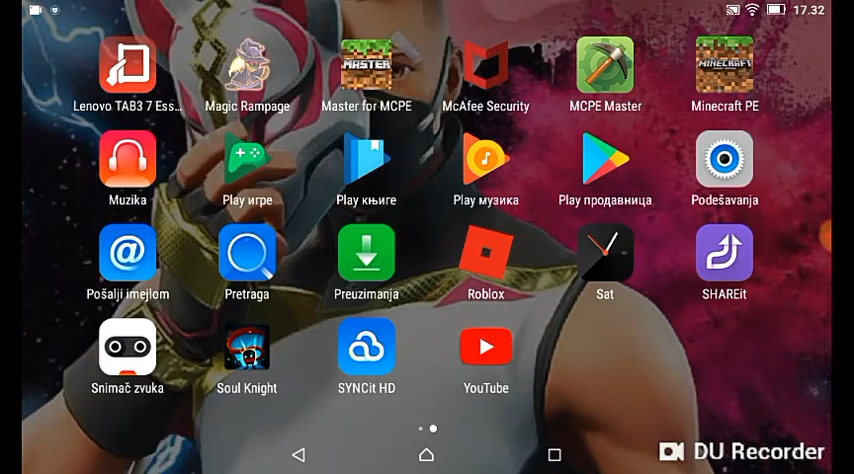 17.32
MASTER
MINECRAFT
Lenovo TAB3 7 Ess...
Magic Rampage
Master for MCPE
McAfee Security
MCPE Master
Minecraft PE
Muzika
Play игре
Play књиге
Play музика
Play продавница
Podešavanja
Pošalji imejlom
Pretraga
Preuzimanja
Roblox
Sat
SHAREit
Snimač zvuka
Soul Knight
SYNCit HD
YouTube
DU Recorder